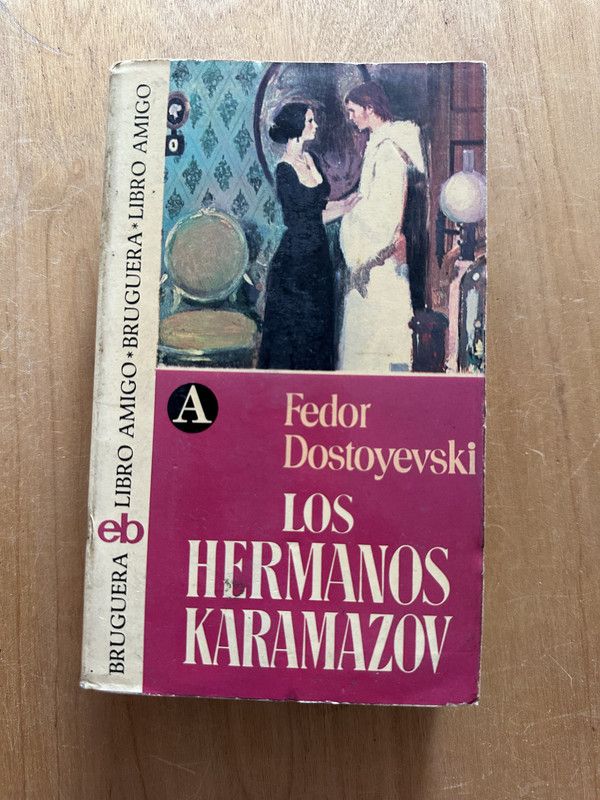 BRUGUERA eb LIBRO AMIGO*BRUGUERA*LIBRO AMIGO
A
Fedor
Dostoyevski
LOS
HERMANOS
KARAMAZOV